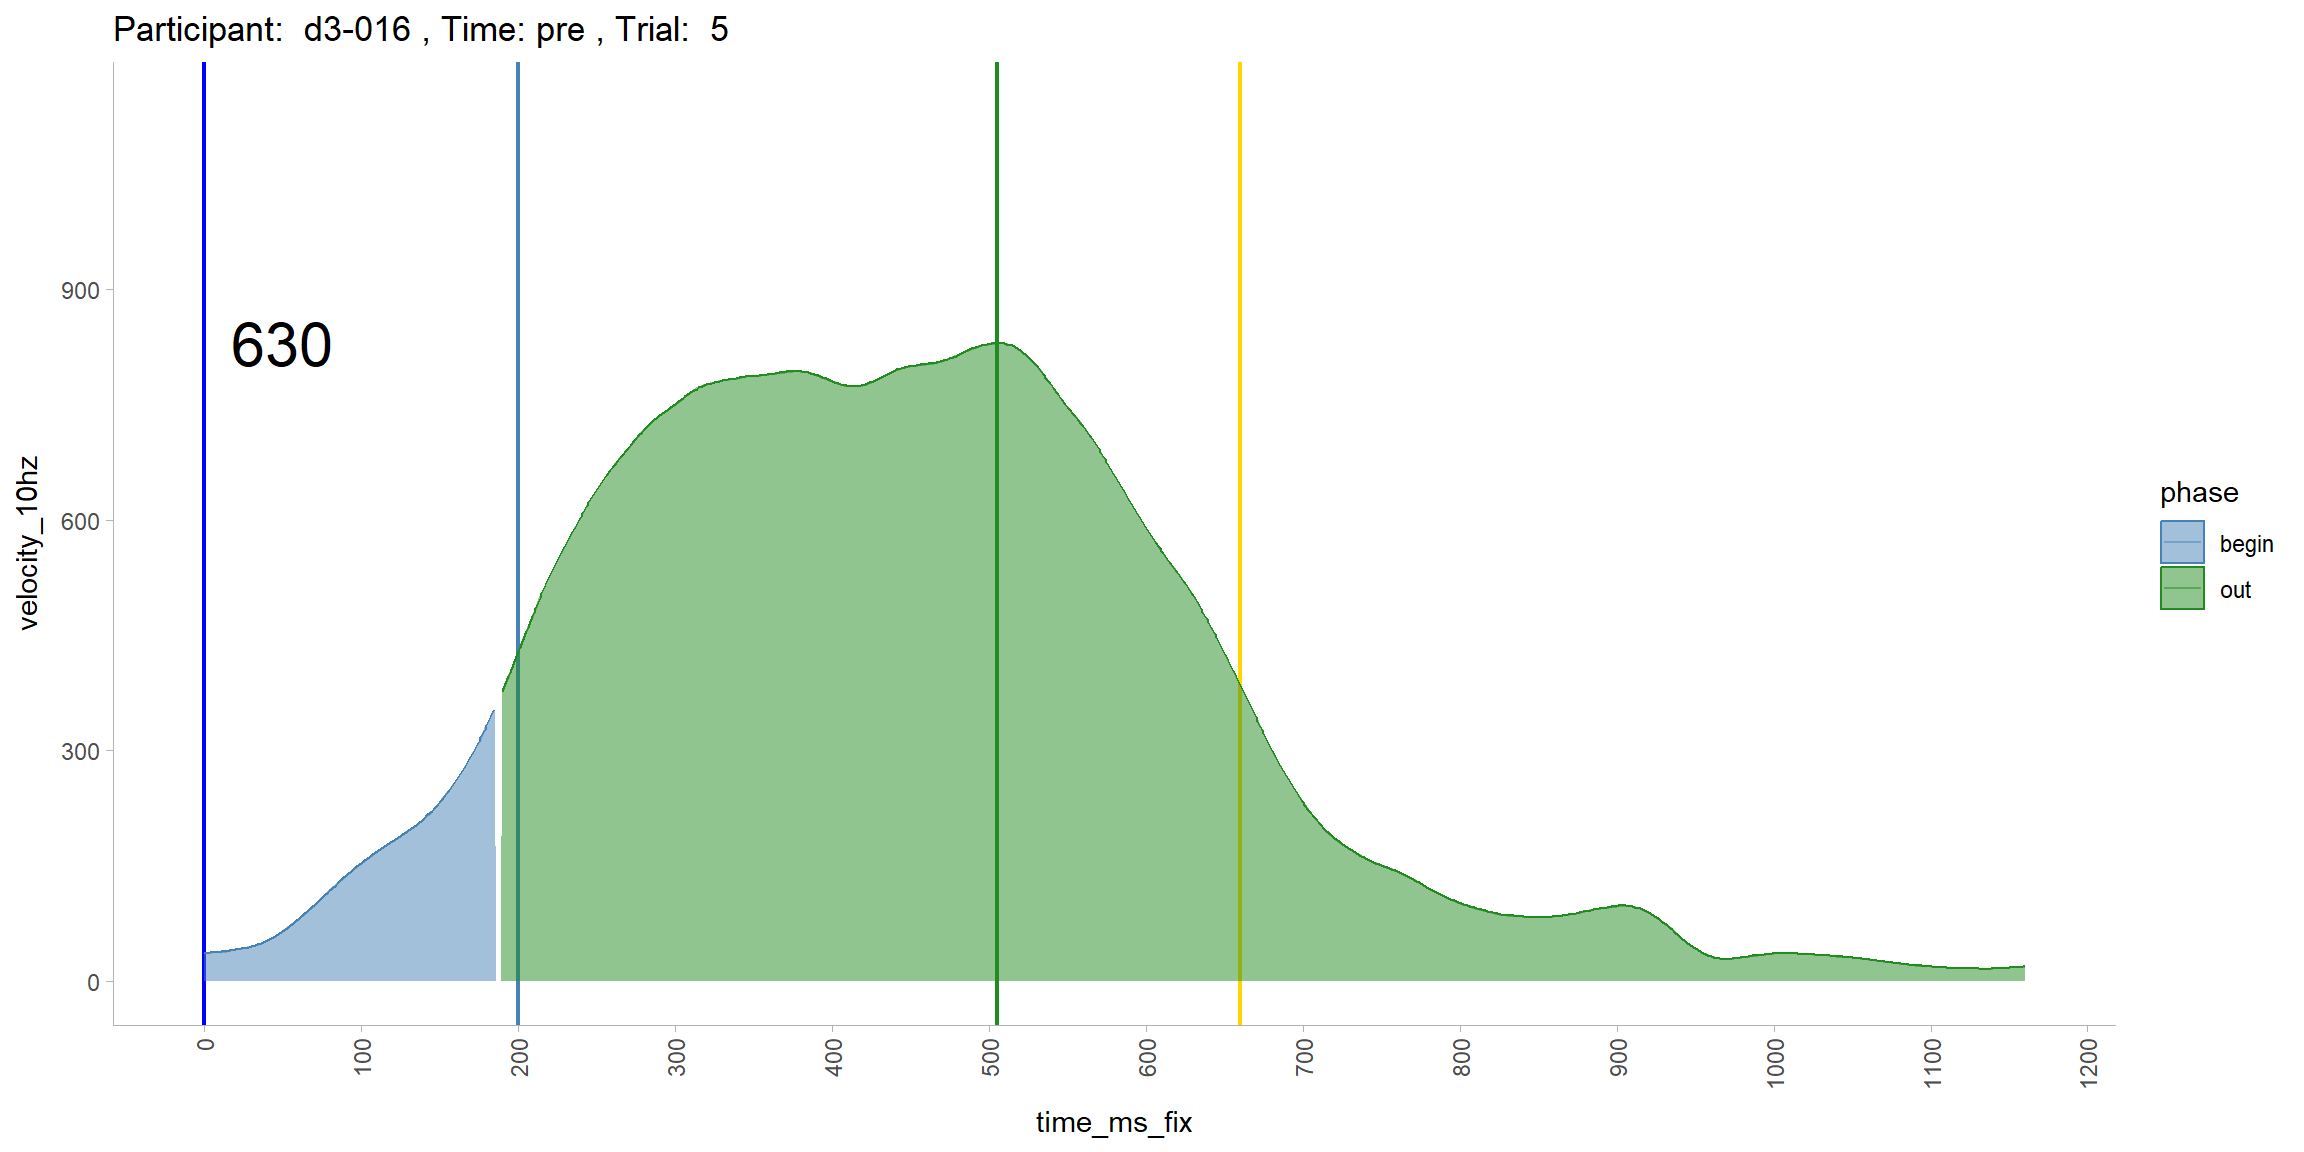 Participant:  d3-016 , Time: pre , Trial:  5
900
630
600
300
0
velocity_10hz
0 100 200 300 400 500 600 700 800 900 1000 1100 1200
time_ms_fix
phase
begin
out